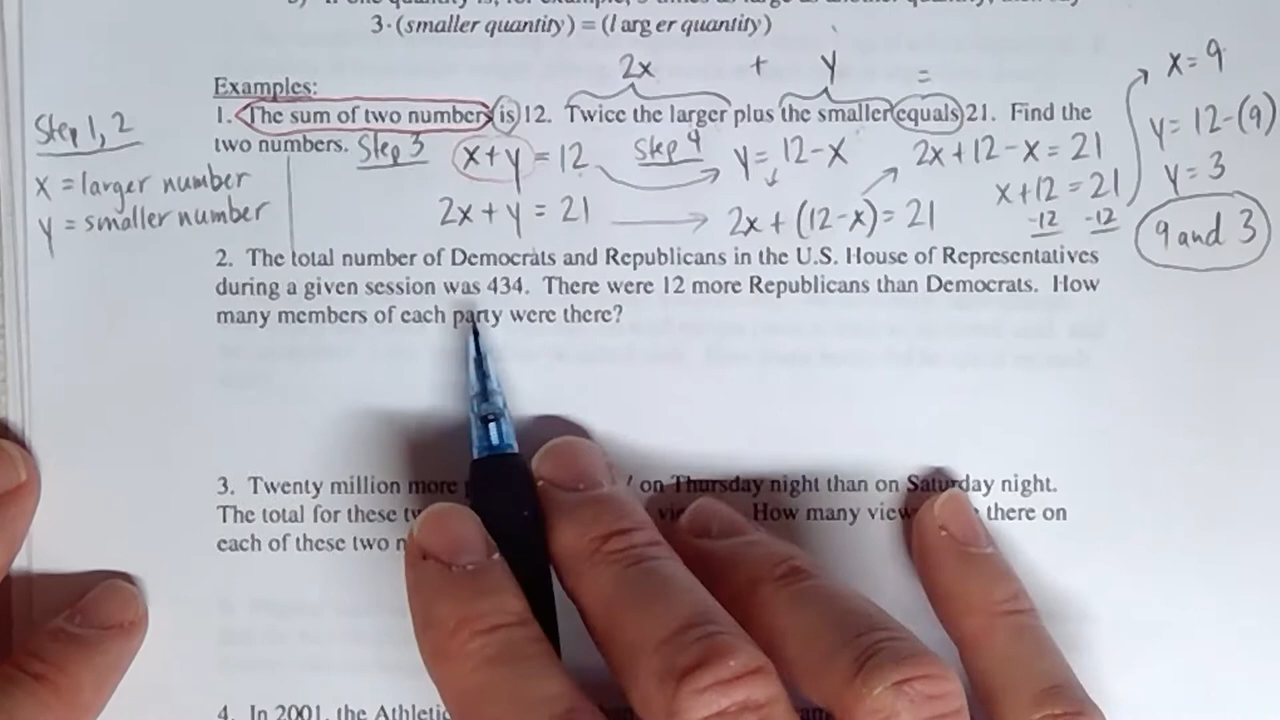 3·(smaller quantity) = (larg er quantity)
2x + y =
Examples:
1. The sum of two numbers is 12. Twice the larger plus the smaller equals 21. Find the
two numbers.
Step 1, 2
x = larger number
y = smaller number
Step 3
x+y = 12
2x + y = 21
Step 4
y = 12-x
2x + (12-x) = 21
2x + 12 - x = 21
x + 12 = 21
-12 -12
x = 9
y = 12-(9)
y = 3
9 and 3
2. The total number of Democrats and Republicans in the U.S. House of Representatives
during a given session was 434. There were 12 more Republicans than Democrats. How
many members of each party were there?
3. Twenty million more on Thursday night than on Saturday night.
The total for these How many there on
each of these two
4. In 2001, the